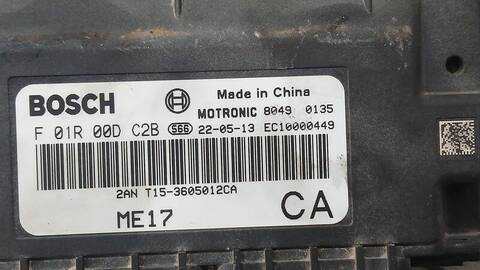 Made in China
BOSCH MOTRONIC 8049 0135
F 01R 00D C2B S66 22-05-13 EC10000449
2AN T15-3605012CA
ME17 CA